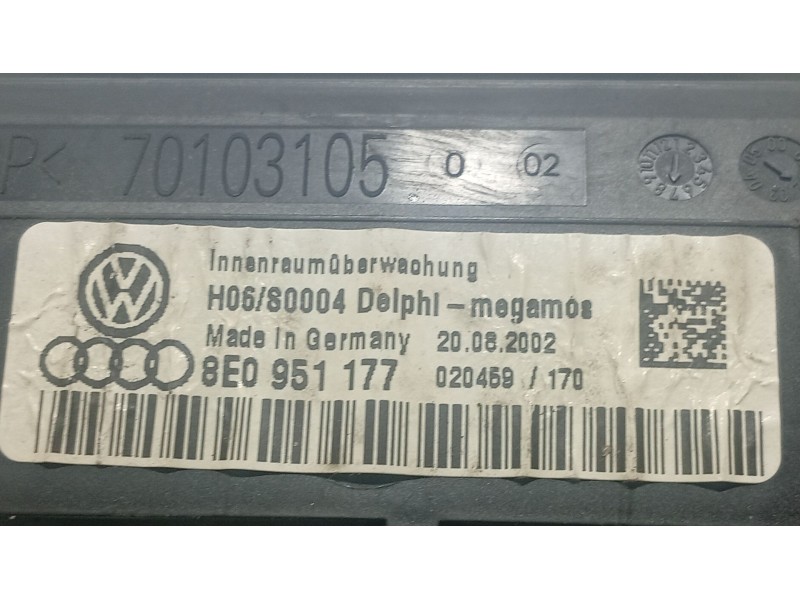 P< 70103105 0 02
Innenraumüberwachung
H06/S0004 Delphi - megamos
Made in Germany 20.08.2002
8E0 951 177 020459 / 170